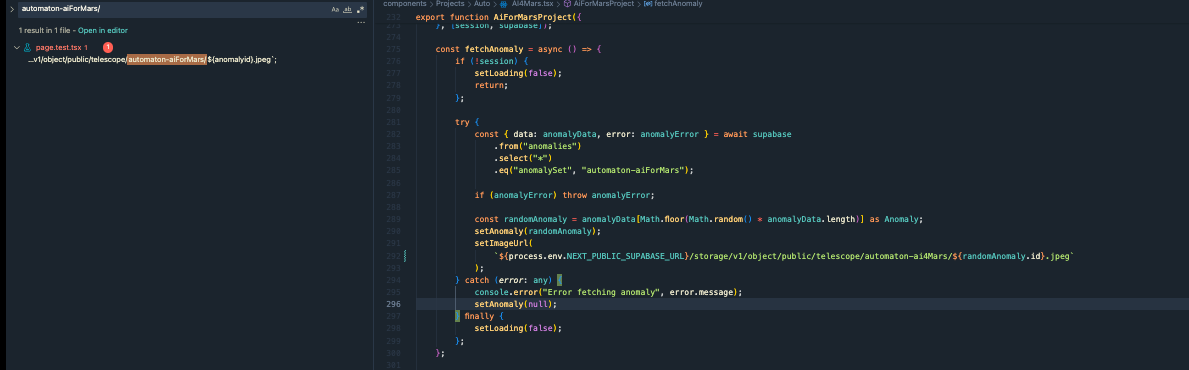 automaton-aiForMars/
Aa ab .*
...
1 result in 1 file - Open in editor
page.test.tsx 1
1
…v1/object/public/telescope/automaton-aiForMars/${anomalyid}.jpeg`;
components > Projects > Auto > AI4Mars.tsx > AiForMarsProject > fetchAnomaly
232 export function AiForMarsProject({
273 }, [session, supabase]);
274
275 const fetchAnomaly = async () => {
276 if (!session) {
277 setLoading(false);
278 return;
279 };
280
281 try {
282 const { data: anomalyData, error: anomalyError } = await supabase
283 .from("anomalies")
284 .select("*")
285 .eq("anomalySet", "automaton-aiForMars");
286
287 if (anomalyError) throw anomalyError;
288
289 const randomAnomaly = anomalyData[Math.floor(Math.random() * anomalyData.length)] as Anomaly;
290 setAnomaly(randomAnomaly);
291 setImageUrl(
292 `${process.env.NEXT_PUBLIC_SUPABASE_URL}/storage/v1/object/public/telescope/automaton-ai4Mars/${randomAnomaly.id}.jpeg`
293 );
294 } catch (error: any) {
295 console.error("Error fetching anomaly", error.message);
296 setAnomaly(null);
297 } finally {
298 setLoading(false);
299 };
300 };
301